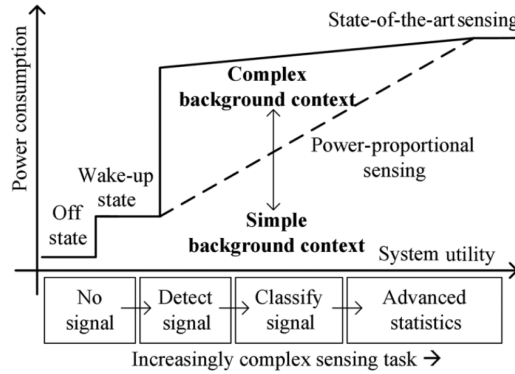 State-of-the-art sensing
Power consumption
Complex
background context
Wake-up
state
Power-proportional
sensing
Off
state
Simple
background context
System utility
No
signal
Detect
signal
Classify
signal
Advanced
statistics
Increasingly complex sensing task →